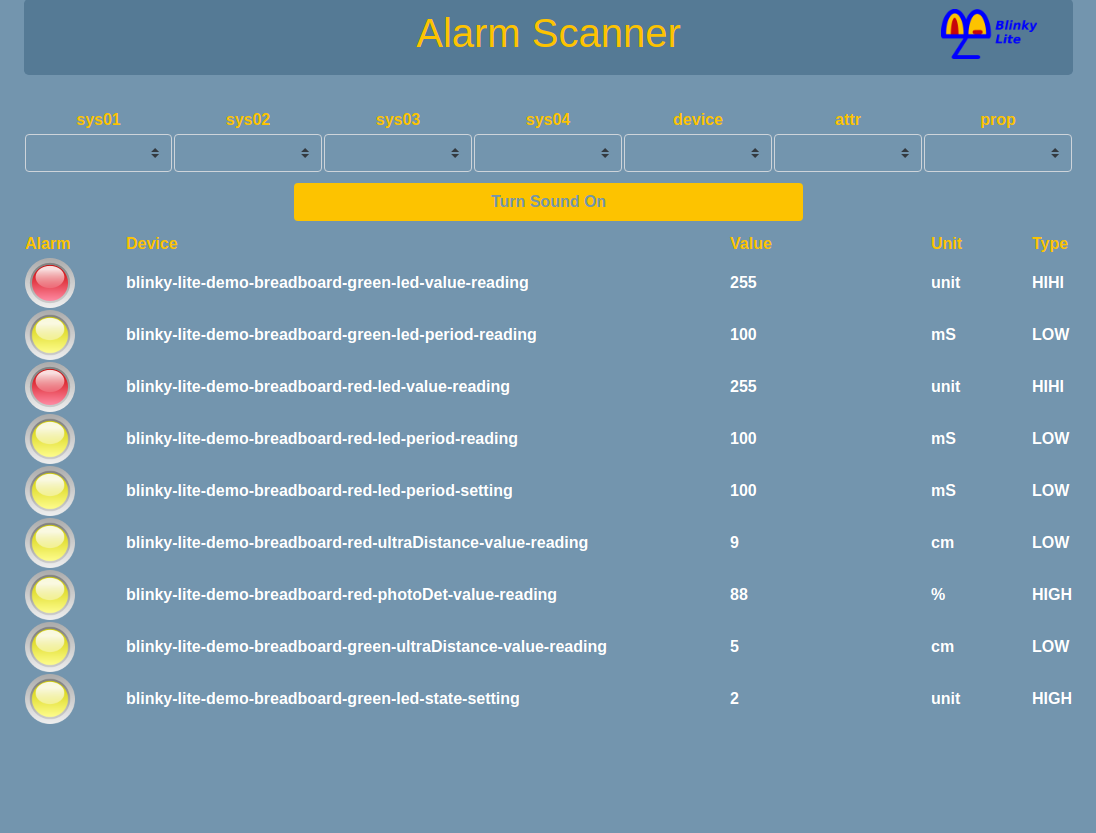 Alarm Scanner
Blinky
Lite
sys01 sys02 sys03 sys04 device attr prop
Turn Sound On
Alarm Device Value Unit Type
blinky-lite-demo-breadboard-green-led-value-reading 255 unit HIHI
blinky-lite-demo-breadboard-green-led-period-reading 100 mS LOW
blinky-lite-demo-breadboard-red-led-value-reading 255 unit HIHI
blinky-lite-demo-breadboard-red-led-period-reading 100 mS LOW
blinky-lite-demo-breadboard-red-led-period-setting 100 mS LOW
blinky-lite-demo-breadboard-red-ultraDistance-value-reading 9 cm LOW
blinky-lite-demo-breadboard-red-photoDet-value-reading 88 % HIGH
blinky-lite-demo-breadboard-green-ultraDistance-value-reading 5 cm LOW
blinky-lite-demo-breadboard-green-led-state-setting 2 unit HIGH